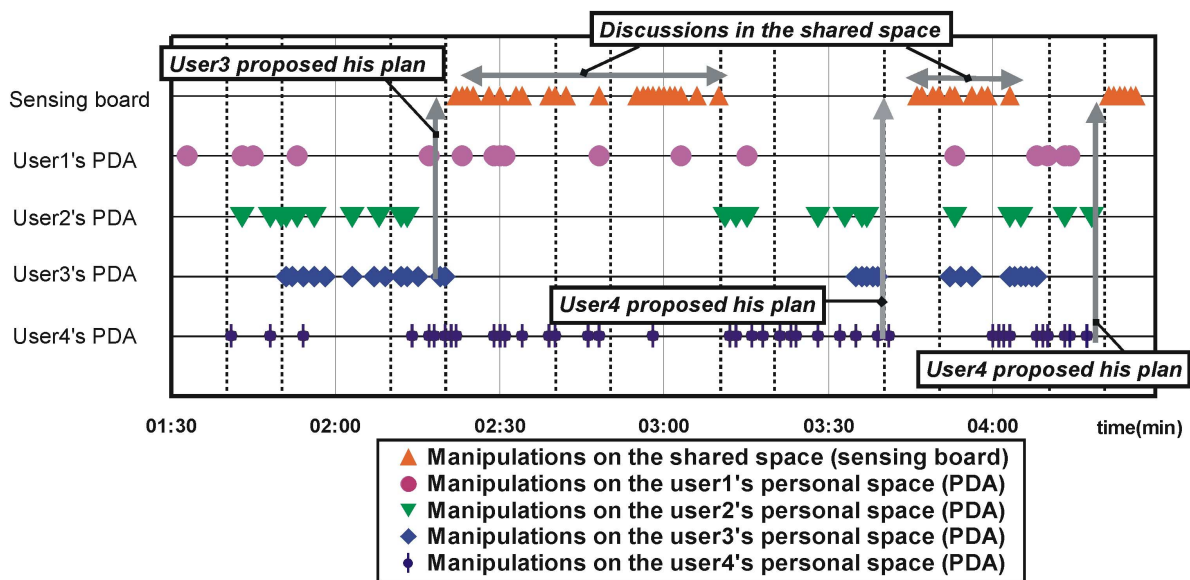 Discussions in the shared space
User3 proposed his plan
Sensing board
User1's PDA
User2's PDA
User3's PDA
User4 proposed his plan
User4's PDA
User4 proposed his plan
01:30 02:00 02:30 03:00 03:30 04:00 time(min)
Manipulations on the shared space (sensing board)
Manipulations on the user1's personal space (PDA)
Manipulations on the user2's personal space (PDA)
Manipulations on the user3's personal space (PDA)
Manipulations on the user4's personal space (PDA)